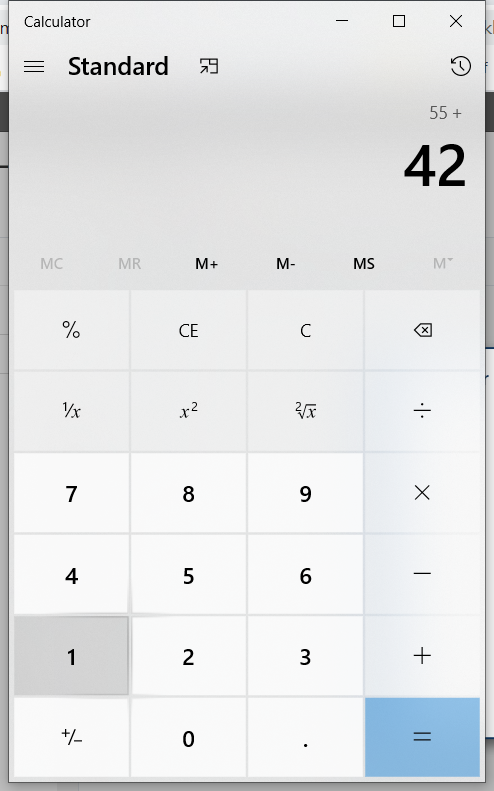 Calculator
Standard
55 +
42
MC MR M+ M- MS M˅
% CE C
¹/x x² ²√x ÷
7 8 9 ×
4 5 6 −
1 2 3 +
+/− 0 . =